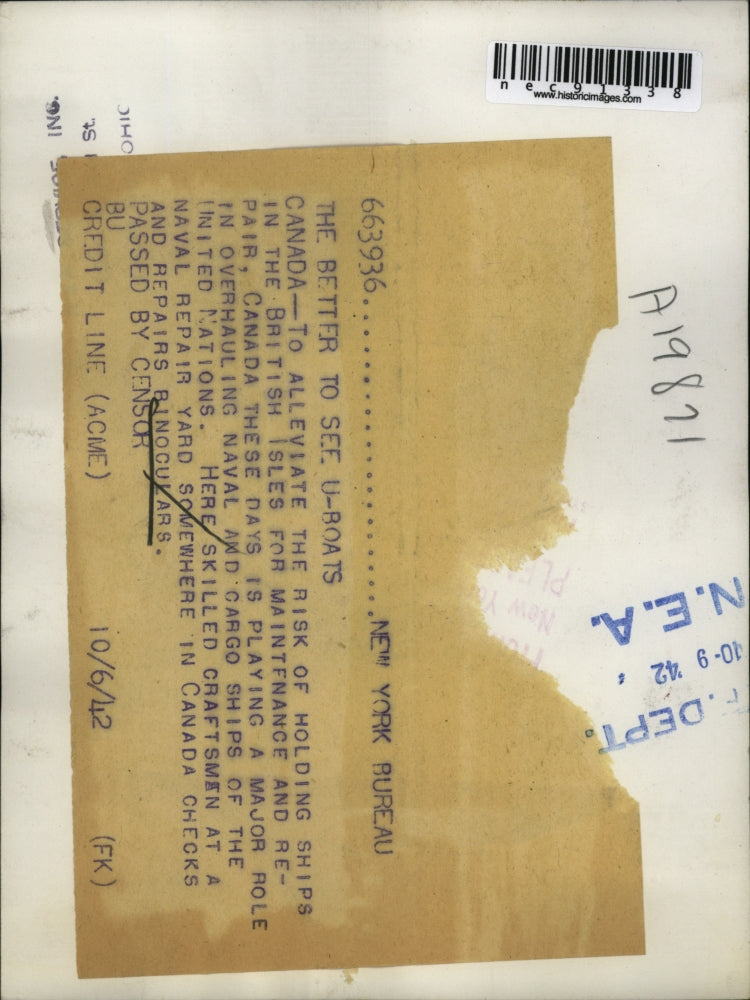 nec91338
www.historicimages.com
A19871
N.E.A.
10-9 '42
. DEPT.
New Yo
663936.................................NEW YORK BUREAU
THE BETTER TO SEE U-BOATS
CANADA—TO ALLEVIATE THE RISK OF HOLDING SHIPS
IN THE BRITISH ISLES FOR MAINTENANCE AND RE-
PAIR, CANADA THESE DAYS IS PLAYING A MAJOR ROLE
IN OVERHAULING NAVAL AND CARGO SHIPS OF THE
UNITED NATIONS. HERE SKILLED CRAFTSMEN AT A
NAVAL REPAIR YARD SOMEWHERE IN CANADA CHECKS
AND REPAIRS BINOCULARS.
PASSED BY CENSOR
BU
CREDIT LINE (ACME) 10/6/42 (FK)